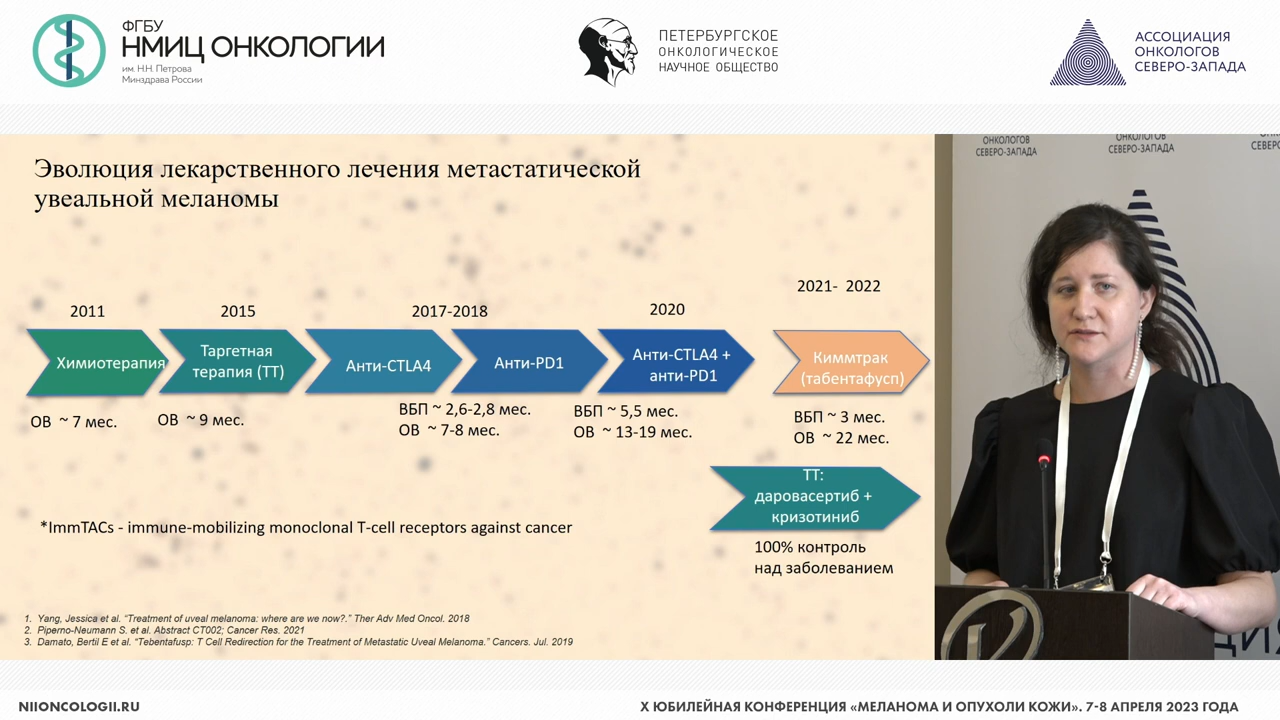 ФГБУ
НМИЦ ОНКОЛОГИИ
им. Н.Н. Петрова
Минздрава России
ПЕТЕРБУРГСКОЕ
ОНКОЛОГИЧЕСКОЕ
НАУЧНОЕ ОБЩЕСТВО
АССОЦИАЦИЯ
ОНКОЛОГОВ
СЕВЕРО-ЗАПАДА
Эволюция лекарственного лечения метастатической
увеальной меланомы
2011
2015
2017-2018
2020
2021- 2022
Химиотерапия
Таргетная
терапия (ТТ)
Анти-CTLA4
Анти-PD1
Анти-CTLA4 +
анти-PD1
Киммтрак
(табентафусп)
ОВ ~ 7 мес.
ОВ ~ 9 мес.
ВБП ~ 2,6-2,8 мес.
ОВ ~ 7-8 мес.
ВБП ~ 5,5 мес.
ОВ ~ 13-19 мес.
ВБП ~ 3 мес.
ОВ ~ 22 мес.
ТТ:
даровасертиб +
кризотиниб
100% контроль
над заболеванием
*ImmTACs - immune-mobilizing monoclonal T-cell receptors against cancer
1. Yang, Jessica et al. “Treatment of uveal melanoma: where are we now?.” Ther Adv Med Oncol. 2018
2. Piperno-Neumann S. et al. Abstract CT002; Cancer Res. 2021
3. Damato, Bertil E et al. “Tebentafusp: T Cell Redirection for the Treatment of Metastatic Uveal Melanoma.” Cancers. Jul. 2019
ОНКОЛОГОВ
СЕВЕРО-ЗАПАДА
ОНКОЛОГОВ
СЕВЕРО-ЗАПАДА
NIIONCOLOGII.RU
X ЮБИЛЕЙНАЯ КОНФЕРЕНЦИЯ «МЕЛАНОМА И ОПУХОЛИ КОЖИ». 7-8 АПРЕЛЯ 2023 ГОДА